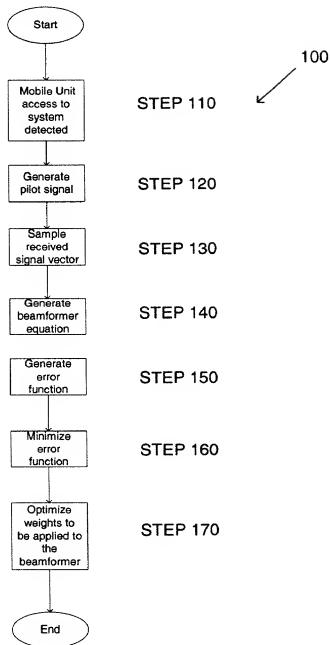 Start
100
Mobile Unit
access to
system
detected
STEP 110
Generate
pilot signal
STEP 120
Sample
received
signal vector
STEP 130
Generate
beamformer
equation
STEP 140
Generate
error
function
STEP 150
Minimize
error
function
STEP 160
Optimize
weights to
be applied to
the
beamformer
STEP 170
End